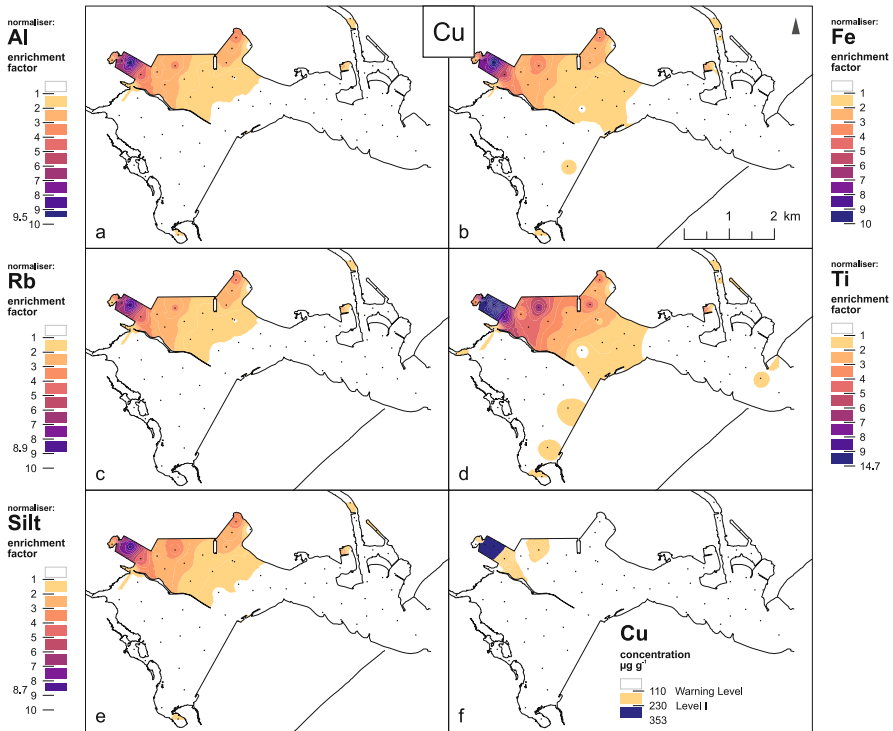 Cu
normaliser:
Al
enrichment
factor
1
2
3
4
5
6
7
8
9
9.5
10
a
normaliser:
Fe
enrichment
factor
1
2
3
4
5
6
7
8
9
10
b
1 2 km
normaliser:
Rb
enrichment
factor
1
2
3
4
5
6
7
8
8.9
10
c
normaliser:
Ti
enrichment
factor
1
2
3
4
5
6
7
8
9
14.7
d
normaliser:
Silt
enrichment
factor
1
2
3
4
5
6
7
8
8.7
9
10
e
f
Cu
concentration
µg g⁻¹
110 Warning Level
230 Level I
353